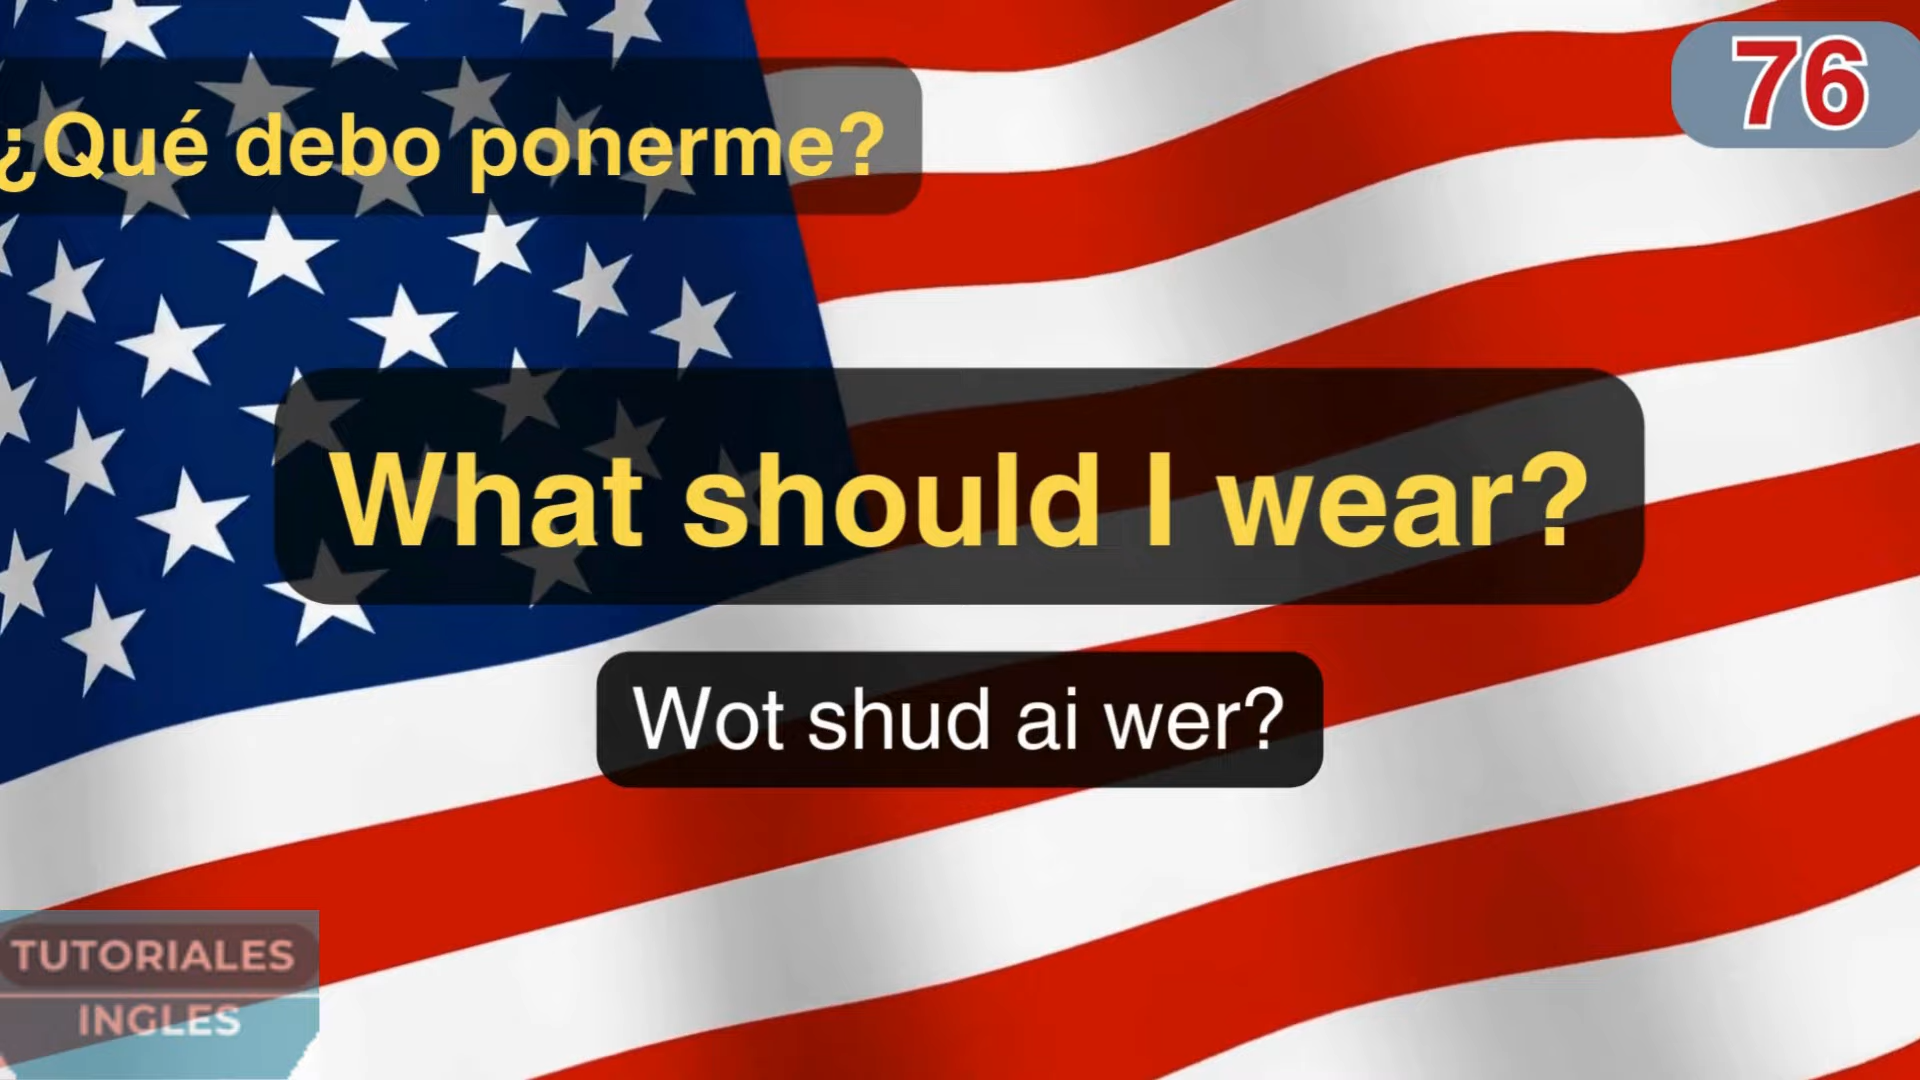 76
¿Qué debo ponerme?
What should I wear?
Wot shud ai wer?
TUTORIALES
INGLES